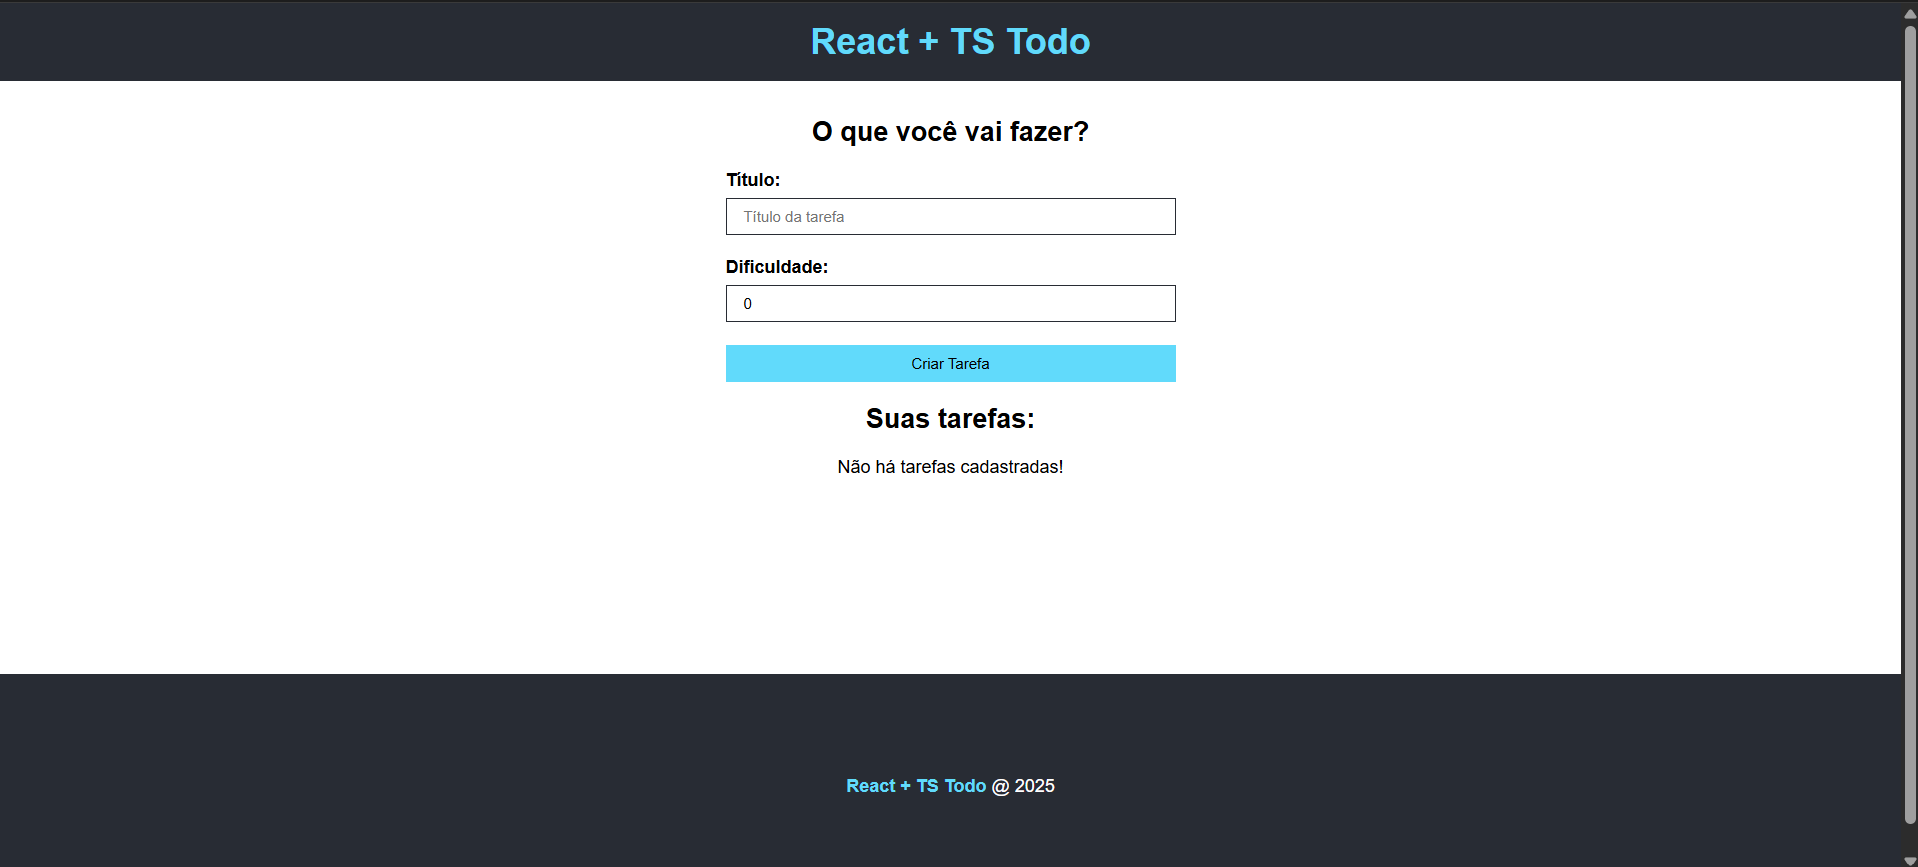 React + TS Todo
O que você vai fazer?
Título:
Título da tarefa
Dificuldade:
0
Criar Tarefa
Suas tarefas:
Não há tarefas cadastradas!
React + TS Todo @ 2025